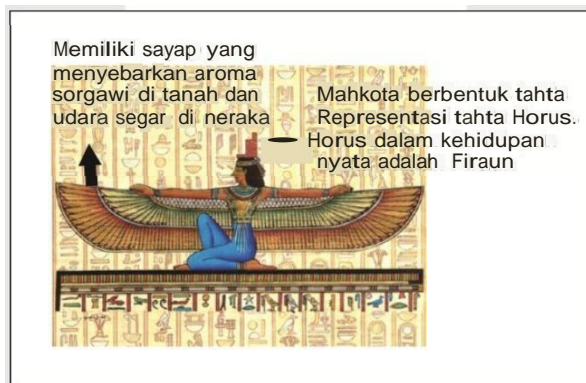 Memiliki sayap yang
menyebarkan aroma
sorgawi di tanah dan
udara segar di neraka
Mahkota berbentuk tahta
Representasi tahta Horus.
Horus dalam kehidupan
nyata adalah Firaun